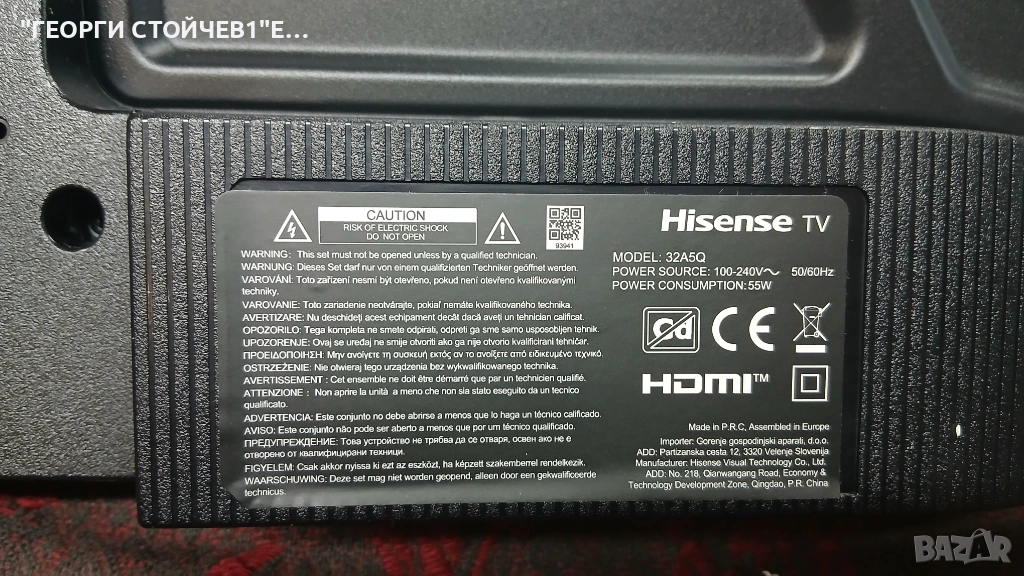 "ГЕОРГИ СТОЙЧЕВ1"Е...
CAUTION
RISK OF ELECTRIC SHOCK
DO NOT OPEN
93941
Hisense TV
WARNING: This set must not be opened unless by a qualified technician.
WARNUNG: Dieses Set darf nur von einem qualifizierten Techniker geöffnet werden.
VAROVÁNÍ: Toto zařízení nesmí být otevřeno, pokud není otevřeno kvalifikovanými
techniky.
VAROVANIE: Toto zariadenie neotvárajte, pokiaľ nemáte kvalifikovaného technika.
AVERTIZARE: Nu deschideți acest echipament decât dacă aveți un tehnician calificat.
OPOZORILO: Tega kompleta ne smete odpirati, odpreti ga sme samo usposobljen tehnik.
UPOZORENJE: Ovaj se uređaj ne smije otvoriti ako ga nije otvorio kvalificirani tehničar.
ΠΡΟΕΙΔΟΠΟΙΗΣΗ: Μην ανοίγετε τη συσκευή εκτός αν το ανοίξετε από ειδικευμένο τεχνικό.
OSTRZEŻENIE: Nie otwieraj tego urządzenia bez wykwalifikowanego technika.
AVERTISSEMENT : Cet ensemble ne doit être démarré que par un technicien qualifié.
ATTENZIONE : Non aprire la unità a meno che non sia stato eseguito da un tecnico
qualificato.
ADVERTENCIA: Este conjunto no debe abrirse a menos que lo haga un técnico calificado.
AVISO: Este conjunto não pode ser aberto a menos que por um técnico qualificado.
ПРЕДУПРЕЖДЕНИЕ: Това устройство не трябва да се отваря, освен ако не е
отворено от квалифицирани техници.
FIGYELEM: Csak akkor nyissa ki ezt az eszközt, ha képzett szakemberrel rendelkezik.
WAARSCHUWING: Deze set mag niet worden geopend, alleen door een gekwalificeerde
technicus.
MODEL: 32A5Q
POWER SOURCE: 100-240V～ 50/60Hz
POWER CONSUMPTION: 55W
Cd
CE
HDMI™
Made in P.R.C, Assembled in Europe
Importer: Gorenje gospodinjski aparati, d.o.o.
ADD: Partizanska cesta 12, 3320 Velenje Slovenija
Manufacturer: Hisense Visual Technology Co., Ltd.
ADD: No. 218, Qianwangang Road, Economy &
Technology Development Zone, Qingdao, P.R. China
BAZAR